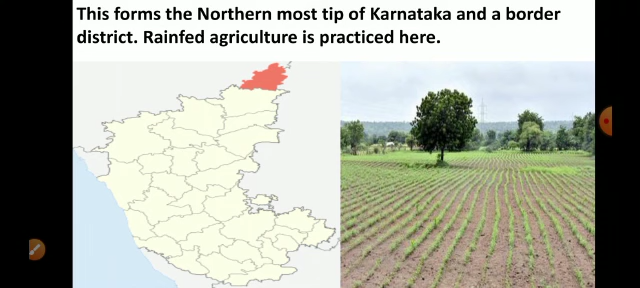 This forms the Northern most tip of Karnataka and a border
district. Rainfed agriculture is practiced here.